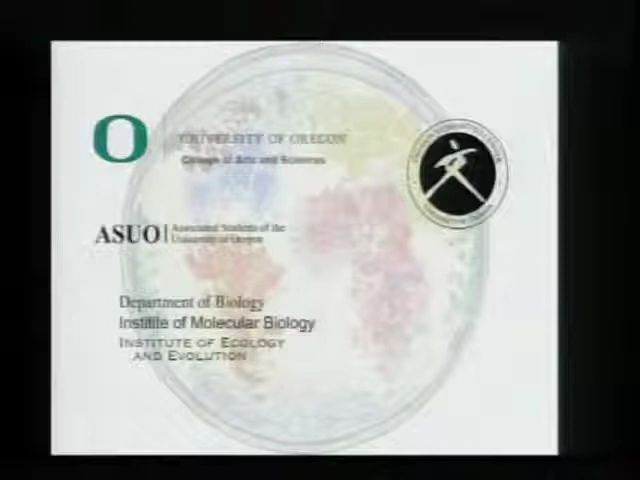 O
UNIVERSITY OF OREGON
College of Arts and Sciences
ASUO
Associated Students of the
University of Oregon
Department of Biology
Institile of Molecular Biology
INSTITUTE OF ECOLOGY
AND EVOLUTION